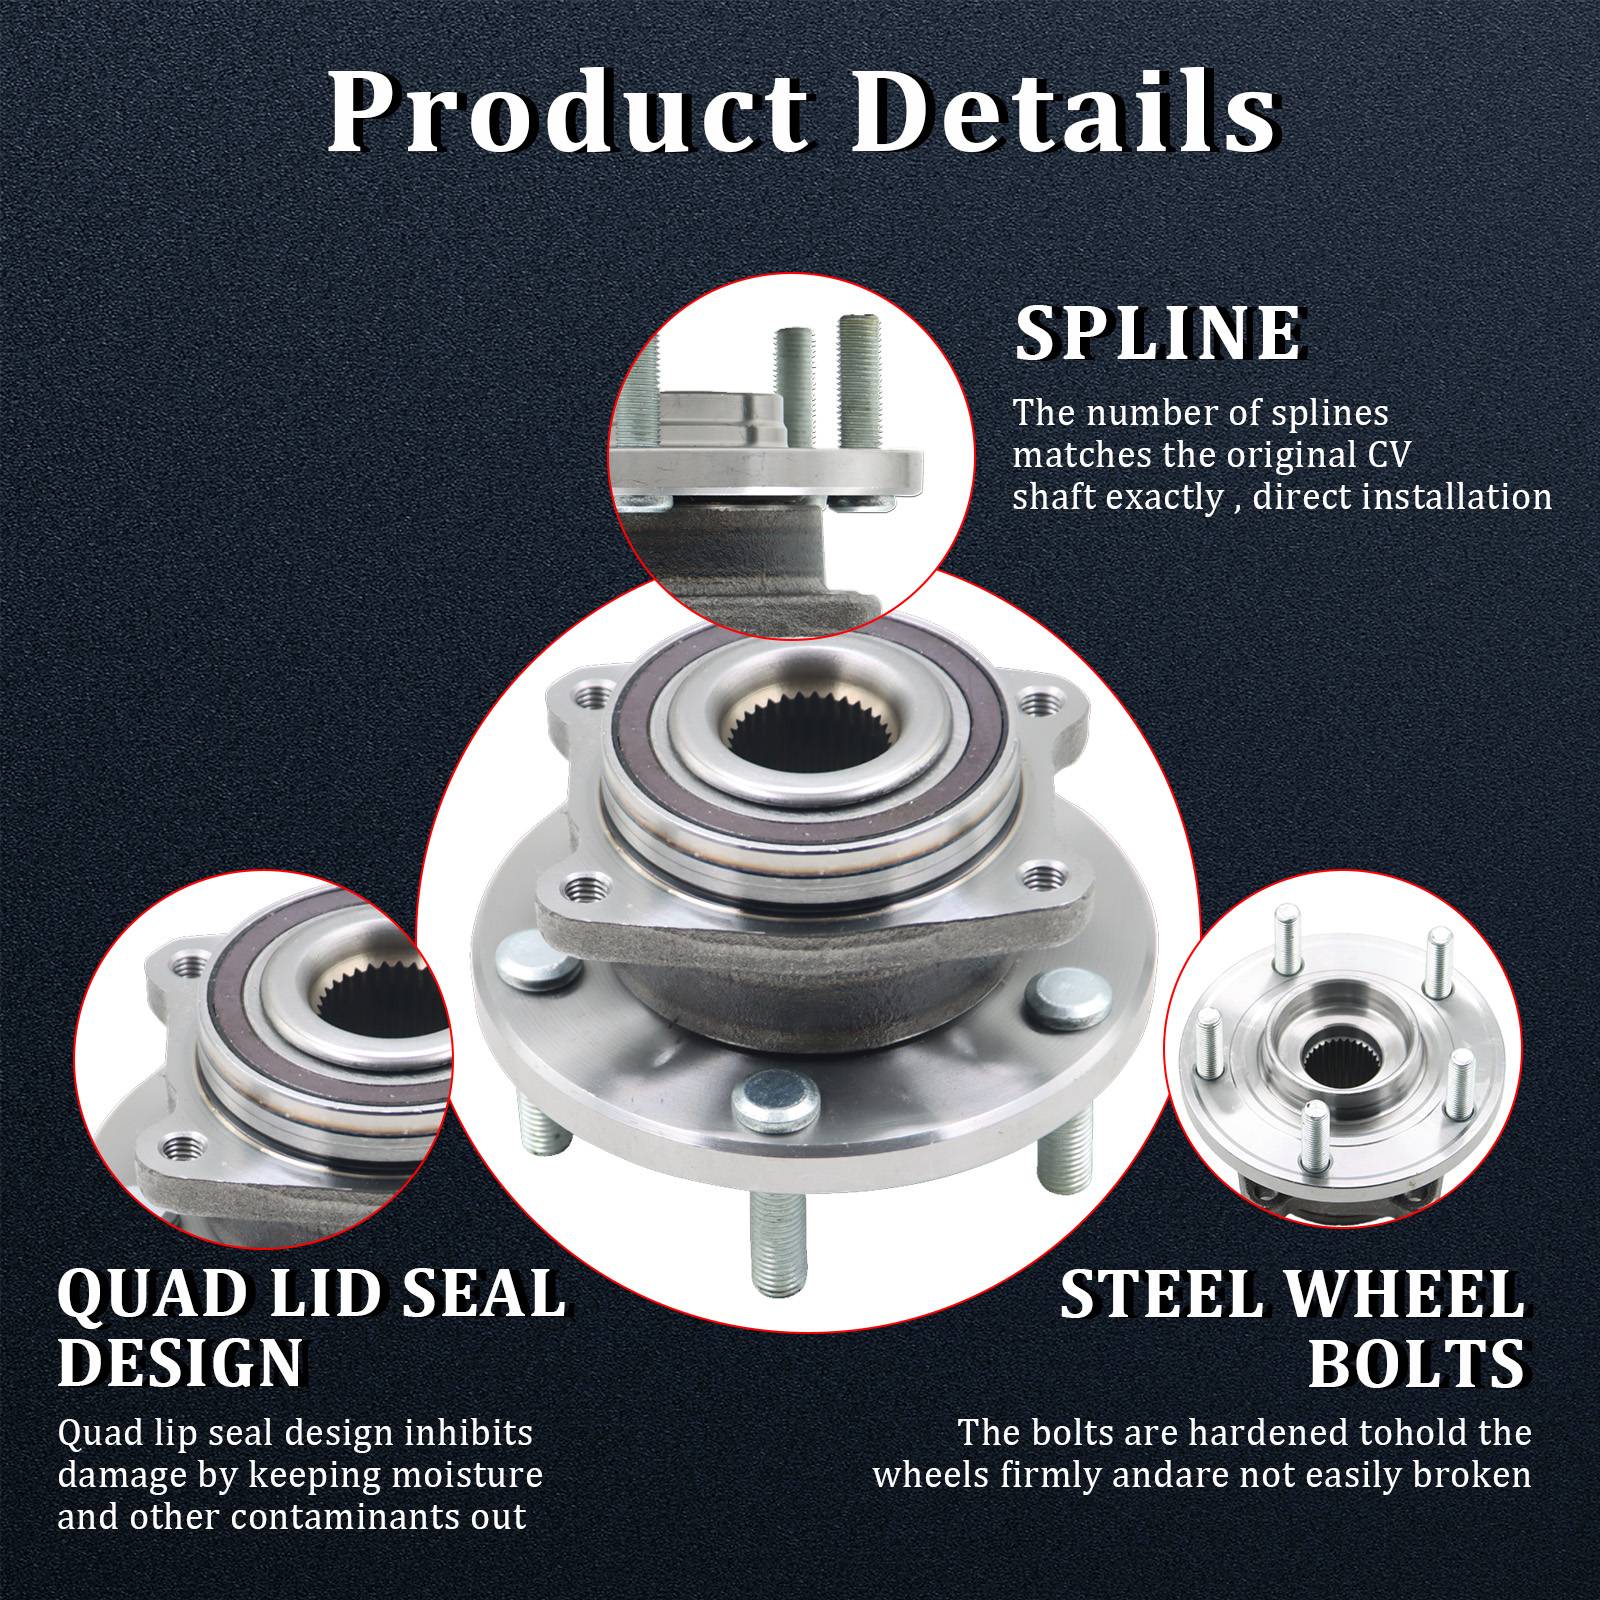 Product Details
SPLINE
The number of splines
matches the original CV
shaft exactly , direct installation
QUAD LID SEAL
DESIGN
Quad lip seal design inhibits
damage by keeping moisture
and other contaminants out
STEEL WHEEL
BOLTS
The bolts are hardened tohold the
wheels firmly andare not easily broken